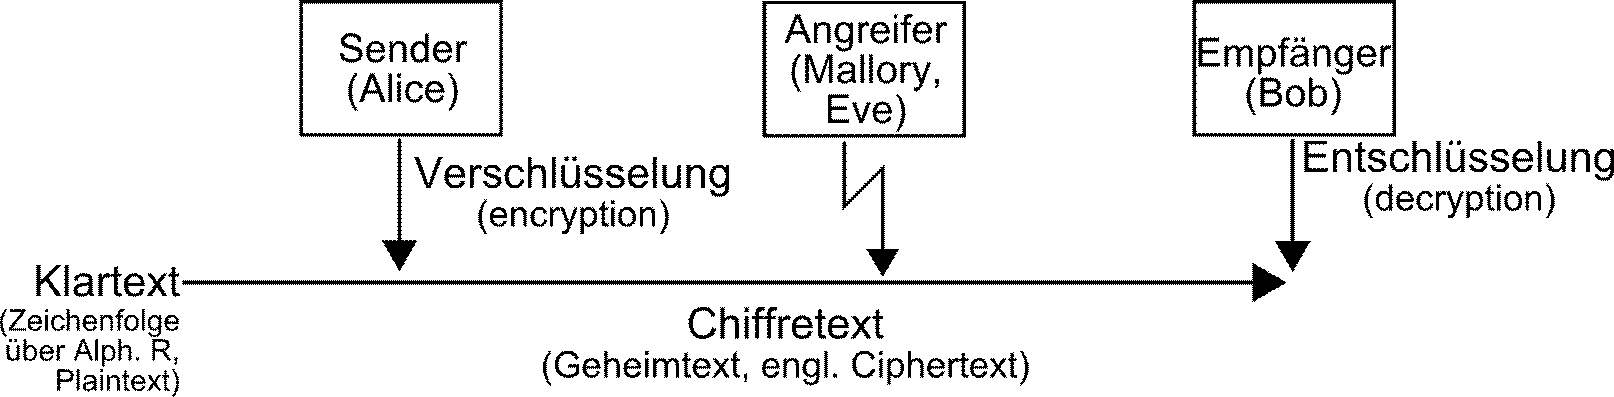 Sender
(Alice)
Angreifer
(Mallory,
Eve)
Empfänger
(Bob)
Verschlüsselung
(encryption)
Entschlüsselung
(decryption)
Klartext
(Zeichenfolge
über Alph. R,
Plaintext)
Chiffretext
(Geheimtext, engl. Ciphertext)